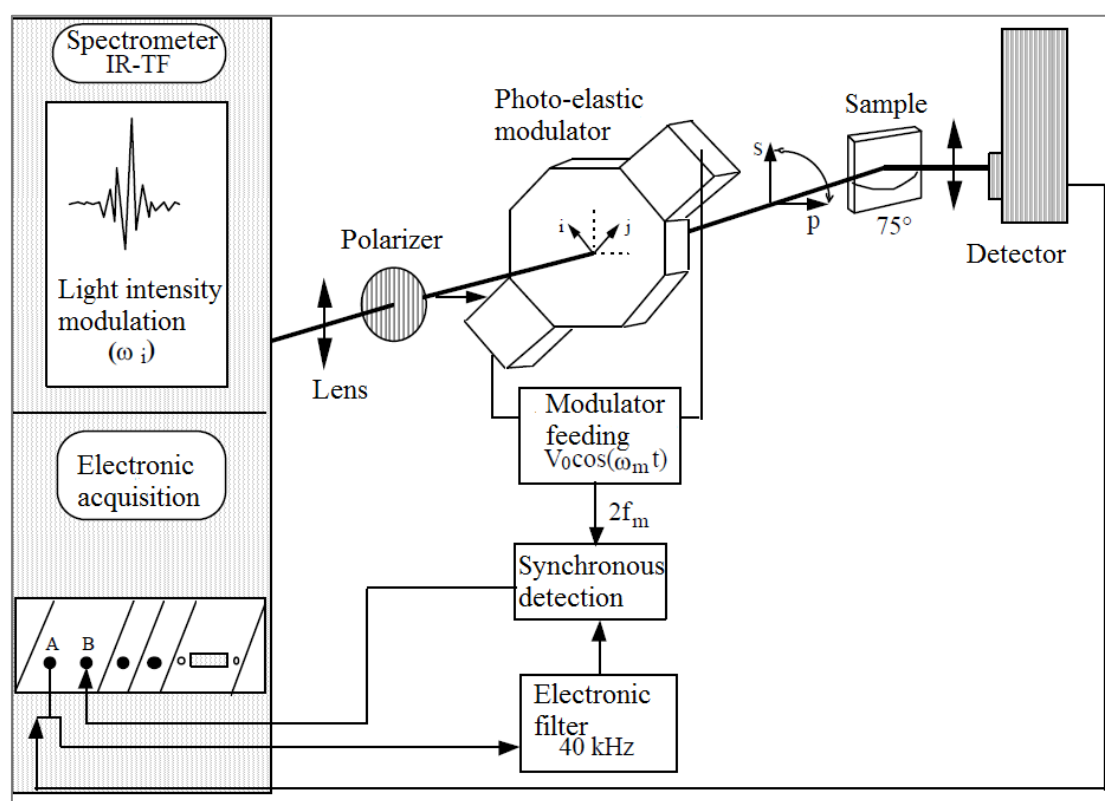 Spectrometer
IR-TF
Light intensity
modulation
(ω i)
Electronic
acquisition
A
B
Lens
Polarizer
Photo-elastic
modulator
i
j
Modulator
feeding
V₀cos(ωₘt)
2fₘ
Synchronous
detection
Electronic
filter
40 kHz
s
p
Sample
75°
Detector